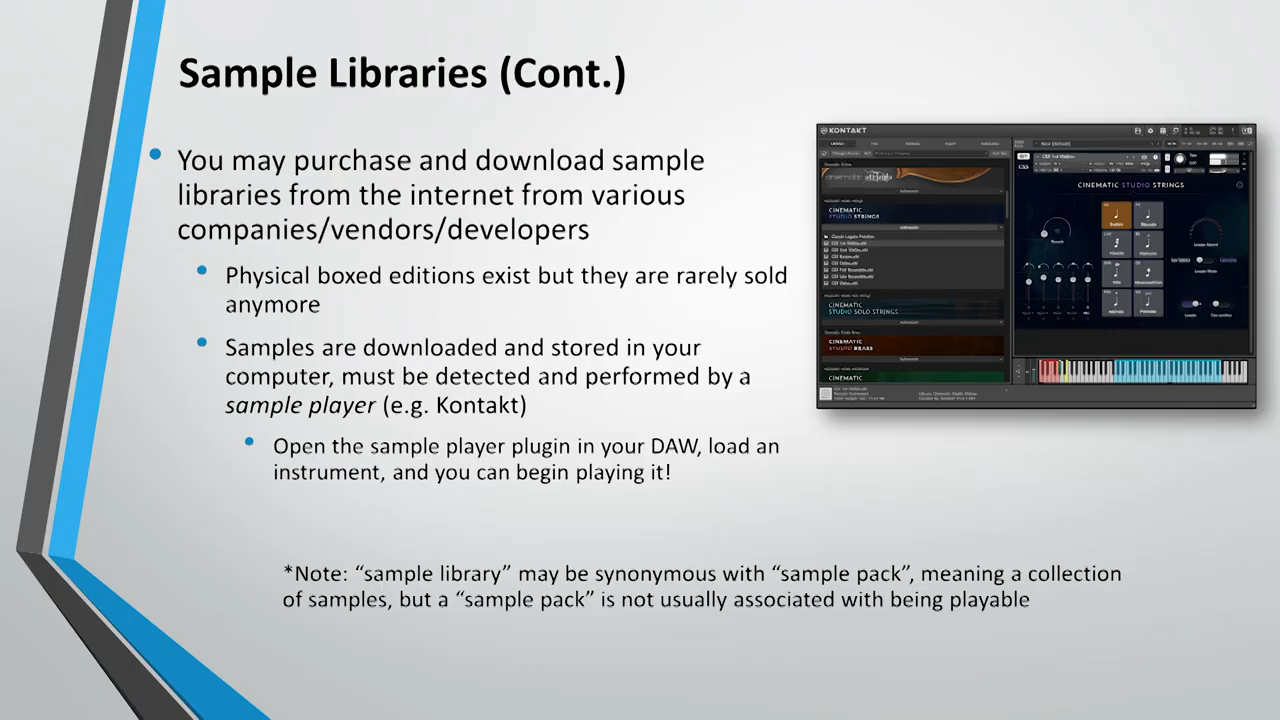 Sample Libraries (Cont.)
You may purchase and download sample
libraries from the internet from various
companies/vendors/developers
Physical boxed editions exist but they are rarely sold
anymore
Samples are downloaded and stored in your
computer, must be detected and performed by a
sample player (e.g. Kontakt)
Open the sample player plugin in your DAW, load an
instrument, and you can begin playing it!
KONTAKT
CINEMATIC
STUDIO STRINGS
CINEMATIC
STUDIO SOLO STRINGS
CINEMATIC
STUDIO BRASS
CINEMATIC
CINEMATIC STUDIO STRINGS
*Note: “sample library” may be synonymous with “sample pack”, meaning a collection
of samples, but a “sample pack” is not usually associated with being playable